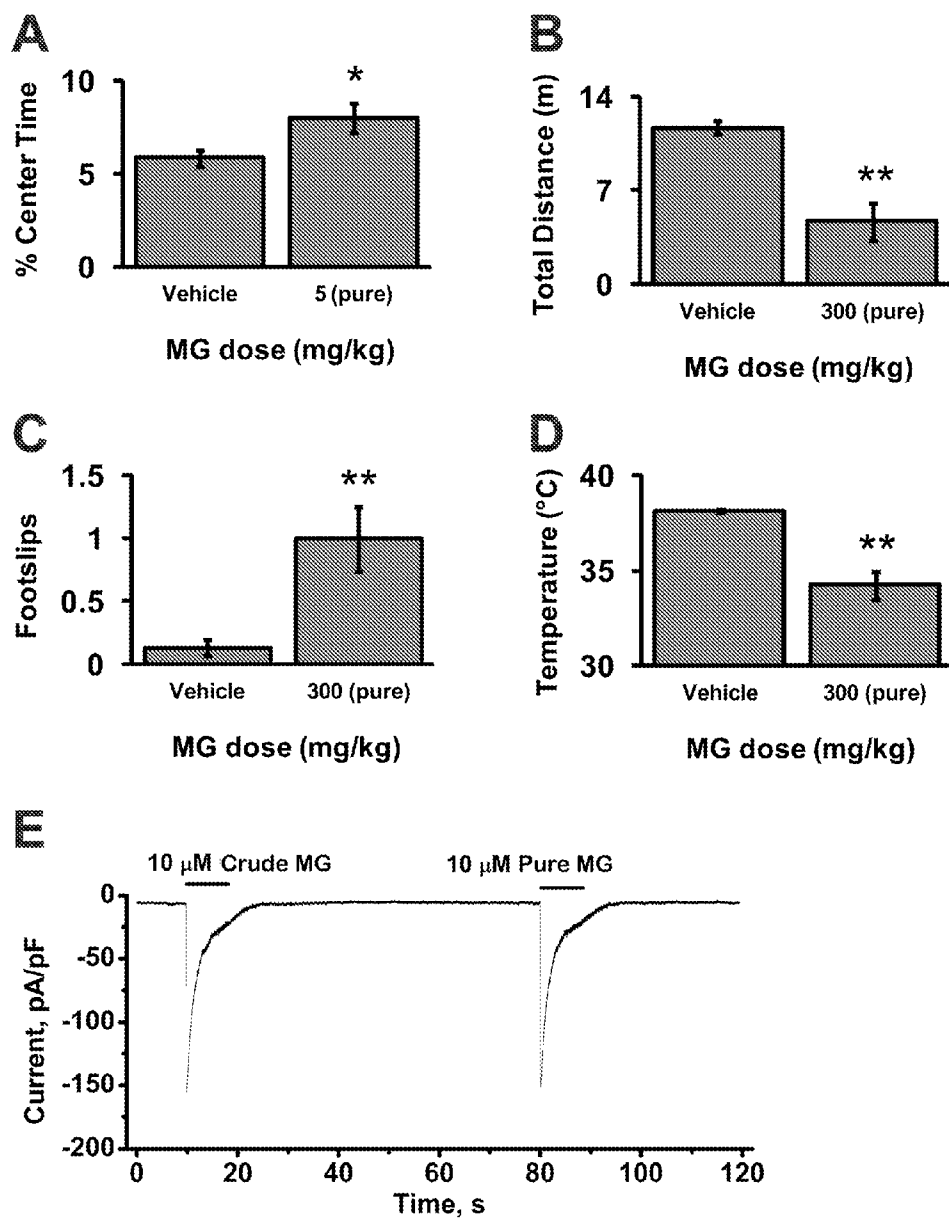 A
% Center Time
10
5
0
*
Vehicle
5 (pure)
MG dose (mg/kg)
B
Total Distance (m)
14
7
0
**
Vehicle
300 (pure)
MG dose (mg/kg)
C
Footslips
1.5
1
0.5
0
**
Vehicle
300 (pure)
MG dose (mg/kg)
D
Temperature (°C)
40
35
30
**
Vehicle
300 (pure)
MG dose (mg/kg)
E
10 μM Crude MG
10 μM Pure MG
Current, pA/pF
0
-50
-100
-150
-200
0
20
40
60
80
100
120
Time, s